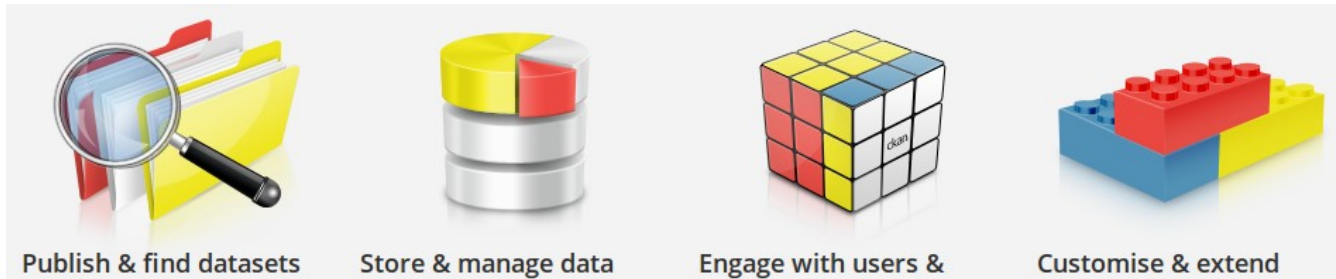 ckan
Publish & find datasets
Store & manage data
Engage with users &
Customise & extend